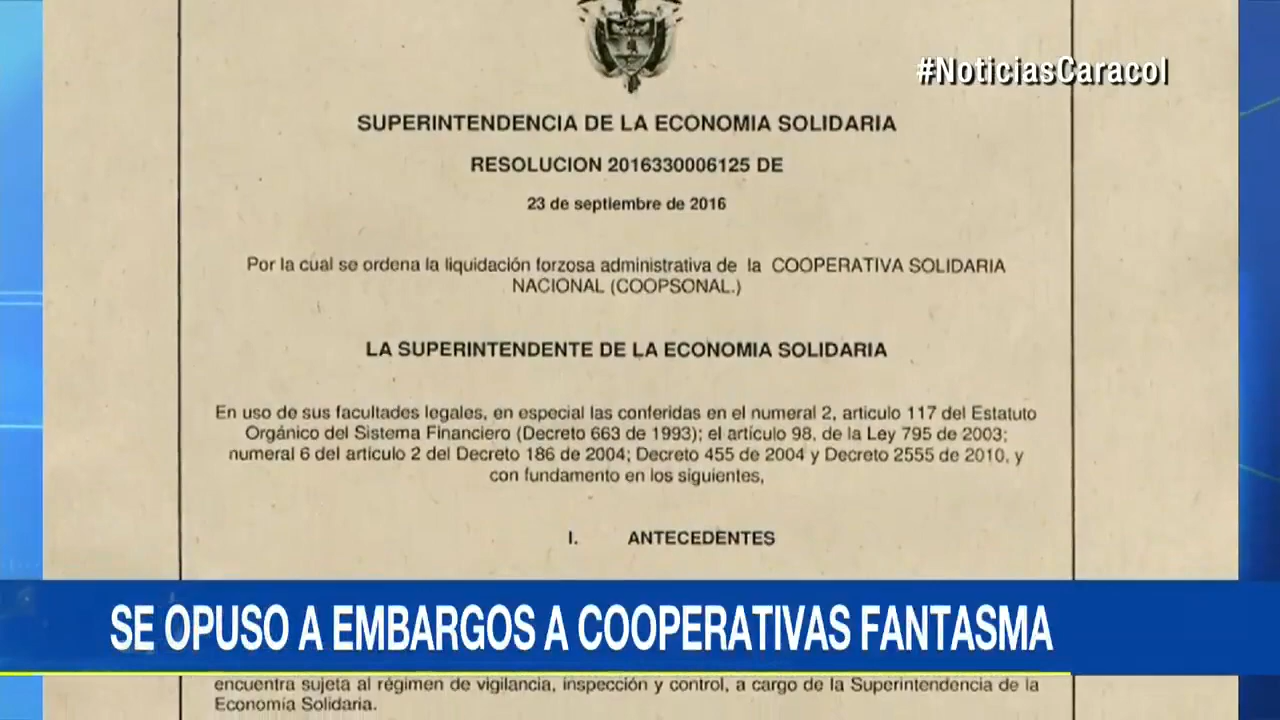 #NoticiasCaracol
SUPERINTENDENCIA DE LA ECONOMIA SOLIDARIA
RESOLUCION 2016330006125 DE
23 de septiembre de 2016
Por la cual se ordena la liquidación forzosa administrativa de la COOPERATIVA SOLIDARIA
NACIONAL (COOPSONAL.)
LA SUPERINTENDENTE DE LA ECONOMIA SOLIDARIA
En uso de sus facultades legales, en especial las conferidas en el numeral 2, articulo 117 del Estatuto
Orgánico del Sistema Financiero (Decreto 663 de 1993); el artículo 98, de la Ley 795 de 2003;
numeral 6 del artículo 2 del Decreto 186 de 2004; Decreto 455 de 2004 y Decreto 2555 de 2010, y
con fundamento en los siguientes,
I. ANTECEDENTES
SE OPUSO A EMBARGOS A COOPERATIVAS FANTASMA
encuentra sujeta al régimen de vigilancia, inspección y control, a cargo de la Superintendencia de la
Economía Solidaria.